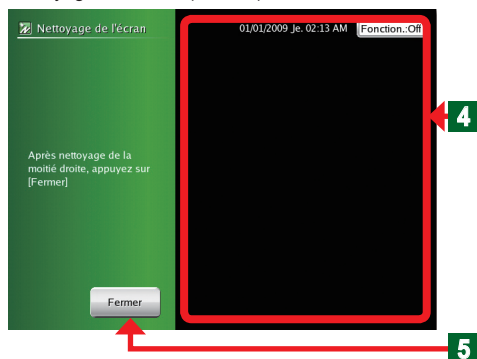 Nettoyage de l'écran
01/01/2009 Je. 02:13 AM Fonction.:Off
4
Après nettoyage de la
moitié droite, appuyez sur
[Fermer]
Fermer
5